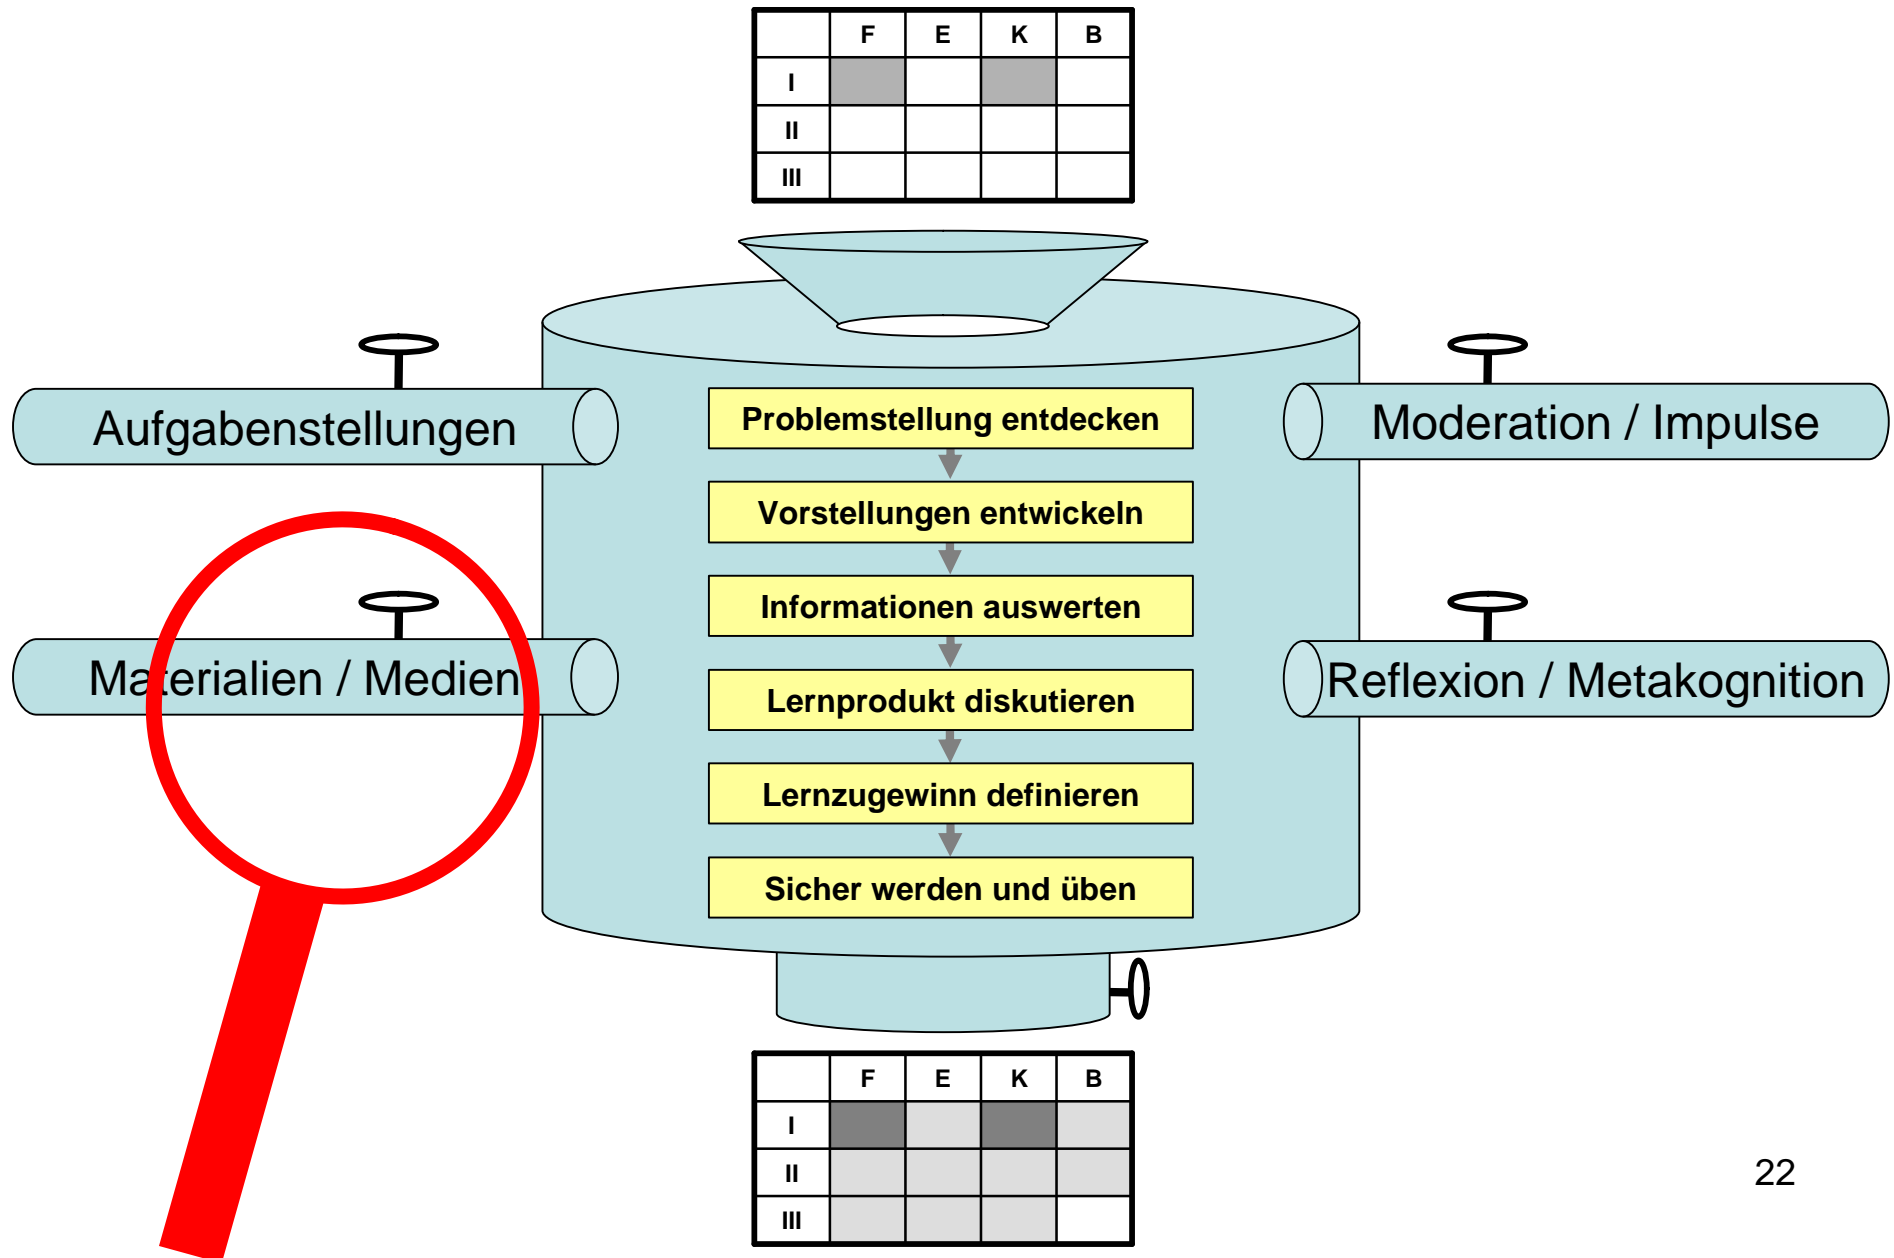 F E K B
I
II
III
Aufgabenstellungen
Materialien / Medien
Problemstellung entdecken
Vorstellungen entwickeln
Informationen auswerten
Lernprodukt diskutieren
Lernzugewinn definieren
Sicher werden und üben
Moderation / Impulse
Reflexion / Metakognition
F E K B
I
II
III
22